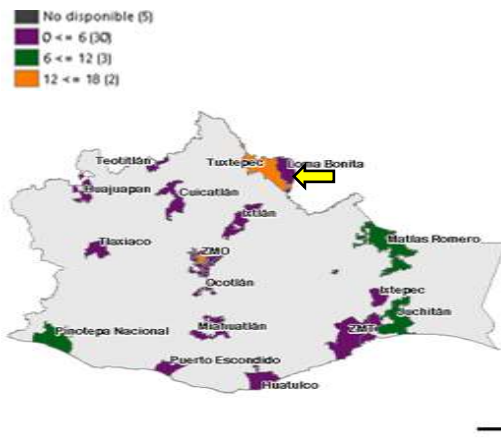 No disponible (5)
0 <= 6 (30)
6 <= 12 (3)
12 <= 18 (2)
Teotitlán
Tuxtepec
Loma Bonita
Huajuapan
Cuicatlán
Ixtlán
Tlaxiaco
ZMO
Matías Romero
Ocotlán
Ixtepec
Juchitán
Pinotepa Nacional
Miahuatlán
ZMT
Puerto Escondido
Huatulco